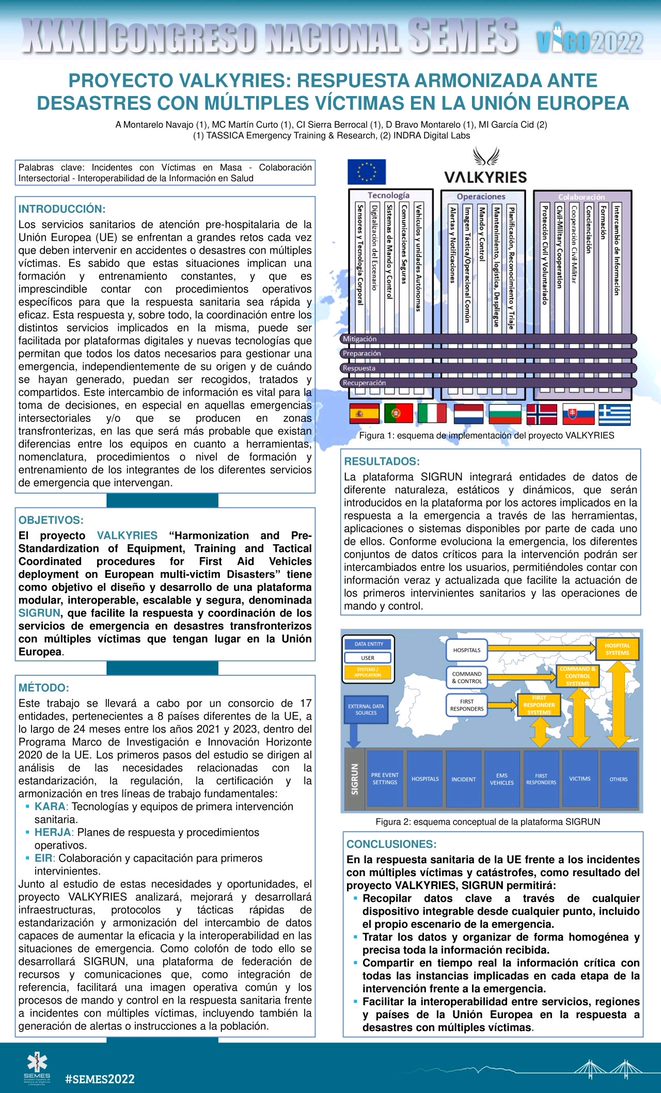 XXXII CONGRESO NACIONAL SEMES VIGO2022
PROYECTO VALKYRIES: RESPUESTA ARMONIZADA ANTE
DESASTRES CON MÚLTIPLES VÍCTIMAS EN LA UNIÓN EUROPEA
A Montarelo Navajo (1), MC Martín Curto (1), CI Sierra Berrocal (1), D Bravo Montarelo (1), MI García Cid (2)
(1) TASSICA Emergency Training & Research, (2) INDRA Digital Labs
Palabras clave: Incidentes con Víctimas en Masa - Colaboración
Intersectorial - Interoperabilidad de la Información en Salud
INTRODUCCIÓN:
Los servicios sanitarios de atención pre-hospitalaria de la
Unión Europea (UE) se enfrentan a grandes retos cada vez
que deben intervenir en accidentes o desastres con múltiples
víctimas. Es sabido que estas situaciones implican una
formación y entrenamiento constantes, y que es
imprescindible contar con procedimientos operativos
específicos para que la respuesta sanitaria sea rápida y
eficaz. Esta respuesta y, sobre todo, la coordinación entre los
distintos servicios implicados en la misma, puede ser
facilitada por plataformas digitales y nuevas tecnologías que
permitan que todos los datos necesarios para gestionar una
emergencia, independientemente de su origen y de cuándo
se hayan generado, puedan ser recogidos, tratados y
compartidos. Este intercambio de información es vital para la
toma de decisiones, en especial en aquellas emergencias
intersectoriales y/o que se producen en zonas
transfronterizas, en las que será más probable que existan
diferencias entre los equipos en cuanto a herramientas,
nomenclatura, procedimientos o nivel de formación y
entrenamiento de los integrantes de los diferentes servicios
de emergencia que intervengan.
OBJETIVOS:
El proyecto VALKYRIES “Harmonization and Pre-
Standardization of Equipment, Training and Tactical
Coordinated procedures for First Aid Vehicles
deployment on European multi-victim Disasters” tiene
como objetivo el diseño y desarrollo de una plataforma
modular, interoperable, escalable y segura, denominada
SIGRUN, que facilite la respuesta y coordinación de los
servicios de emergencia en desastres transfronterizos
con múltiples víctimas que tengan lugar en la Unión
Europea.
MÉTODO:
Este trabajo se llevará a cabo por un consorcio de 17
entidades, pertenecientes a 8 países diferentes de la UE, a
lo largo de 24 meses entre los años 2021 y 2023, dentro del
Programa Marco de Investigación e Innovación Horizonte
2020 de la UE. Los primeros pasos del estudio se dirigen al
análisis de las necesidades relacionadas con la
estandarización, la regulación, la certificación y la
armonización en tres líneas de trabajo fundamentales:
▪ KARA: Tecnologías y equipos de primera intervención
sanitaria.
▪ HERJA: Planes de respuesta y procedimientos
operativos.
▪ EIR: Colaboración y capacitación para primeros
intervinientes.
Junto al estudio de estas necesidades y oportunidades, el
proyecto VALKYRIES analizará, mejorará y desarrollará
infraestructuras, protocolos y tácticas rápidas de
estandarización y armonización del intercambio de datos
capaces de aumentar la eficacia y la interoperabilidad en las
situaciones de emergencia. Como colofón de todo ello se
desarrollará SIGRUN, una plataforma de federación de
recursos y comunicaciones que, como integración de
referencia, facilitará una imagen operativa común y los
procesos de mando y control en la respuesta sanitaria frente
a incidentes con múltiples víctimas, incluyendo también la
generación de alertas o instrucciones a la población.
VALKYRIES
Tecnología
Operaciones
Colaboración
Sensores y Tecnología Corporal
Digitalización del Escenario
Sistemas de Mando y Control
Comunicaciones Seguras
Vehículos y unidades Autónomas
Alertas y Notificaciones
Imagen Táctica/Operacional Común
Mando y Control
Mantenimiento, logística, Despliegue
Planificación, Reconocimiento y Triaje
Protección Civil y Voluntariado
Civil-Military Cooperation
Cooperación Civil-Militar
Concienciación
Formación
Intercambio de Información
Mitigación
Preparación
Respuesta
Recuperación
Figura 1: esquema de implementación del proyecto VALKYRIES
RESULTADOS:
La plataforma SIGRUN integrará entidades de datos de
diferente naturaleza, estáticos y dinámicos, que serán
introducidos en la plataforma por los actores implicados en la
respuesta a la emergencia a través de las herramientas,
aplicaciones o sistemas disponibles por parte de cada uno
de ellos. Conforme evoluciona la emergencia, los diferentes
conjuntos de datos críticos para la intervención podrán ser
intercambiados entre los usuarios, permitiéndoles contar con
información veraz y actualizada que facilite la actuación de
los primeros intervinientes sanitarios y las operaciones de
mando y control.
DATA ENTITY
USER
SYSTEMS /
APPLICATION
EXTERNAL DATA
SOURCES
HOSPITALS
COMMAND
& CONTROL
FIRST
RESPONDERS
HOSPITAL
SYSTEMS
COMMAND &
CONTROL
SYSTEMS
FIRST
RESPONDER
SYSTEMS
SIGRUN
PRE EVENT
SETTINGS
HOSPITALS
INCIDENT
EMS
VEHICLES
FIRST
RESPONDERS
VICTIMS
OTHERS
Figura 2: esquema conceptual de la plataforma SIGRUN
CONCLUSIONES:
En la respuesta sanitaria de la UE frente a los incidentes
con múltiples víctimas y catástrofes, como resultado del
proyecto VALKYRIES, SIGRUN permitirá:
▪ Recopilar datos clave a través de cualquier
dispositivo integrable desde cualquier punto, incluido
el propio escenario de la emergencia.
▪ Tratar los datos y organizar de forma homogénea y
precisa toda la información recibida.
▪ Compartir en tiempo real la información crítica con
todas las instancias implicadas en cada etapa de la
intervención frente a la emergencia.
▪ Facilitar la interoperabilidad entre servicios, regiones
y países de la Unión Europea en la respuesta a
desastres con múltiples víctimas.
SEMES
#SEMES2022